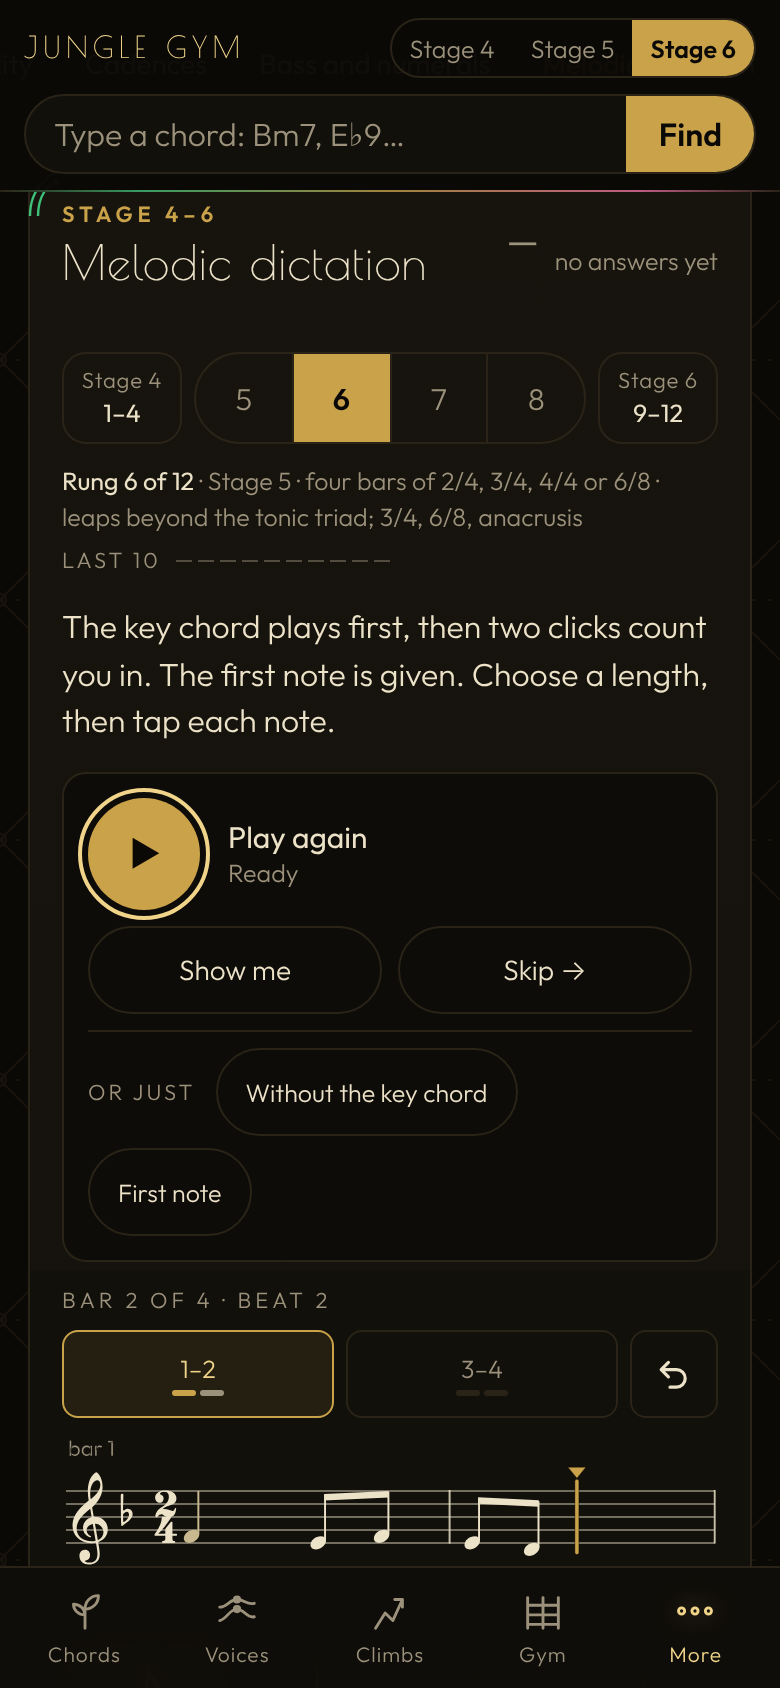 JUNGLE GYM
Stage 4 Stage 5 Stage 6
Cadences Bass and numerals
Type a chord: Bm7, E♭9... Find
STAGE 4–6
Melodic dictation
no answers yet
Stage 4
1–4
5 6 7 8
Stage 6
9–12
Rung 6 of 12 · Stage 5 · four bars of 2/4, 3/4, 4/4 or 6/8 ·
leaps beyond the tonic triad; 3/4, 6/8, anacrusis
LAST 10
The key chord plays first, then two clicks count
you in. The first note is given. Choose a length,
then tap each note.
Play again
Ready
Show me Skip →
OR JUST Without the key chord
First note
BAR 2 OF 4 · BEAT 2
1–2 3–4
bar 1
2
4
Chords Voices Climbs Gym More